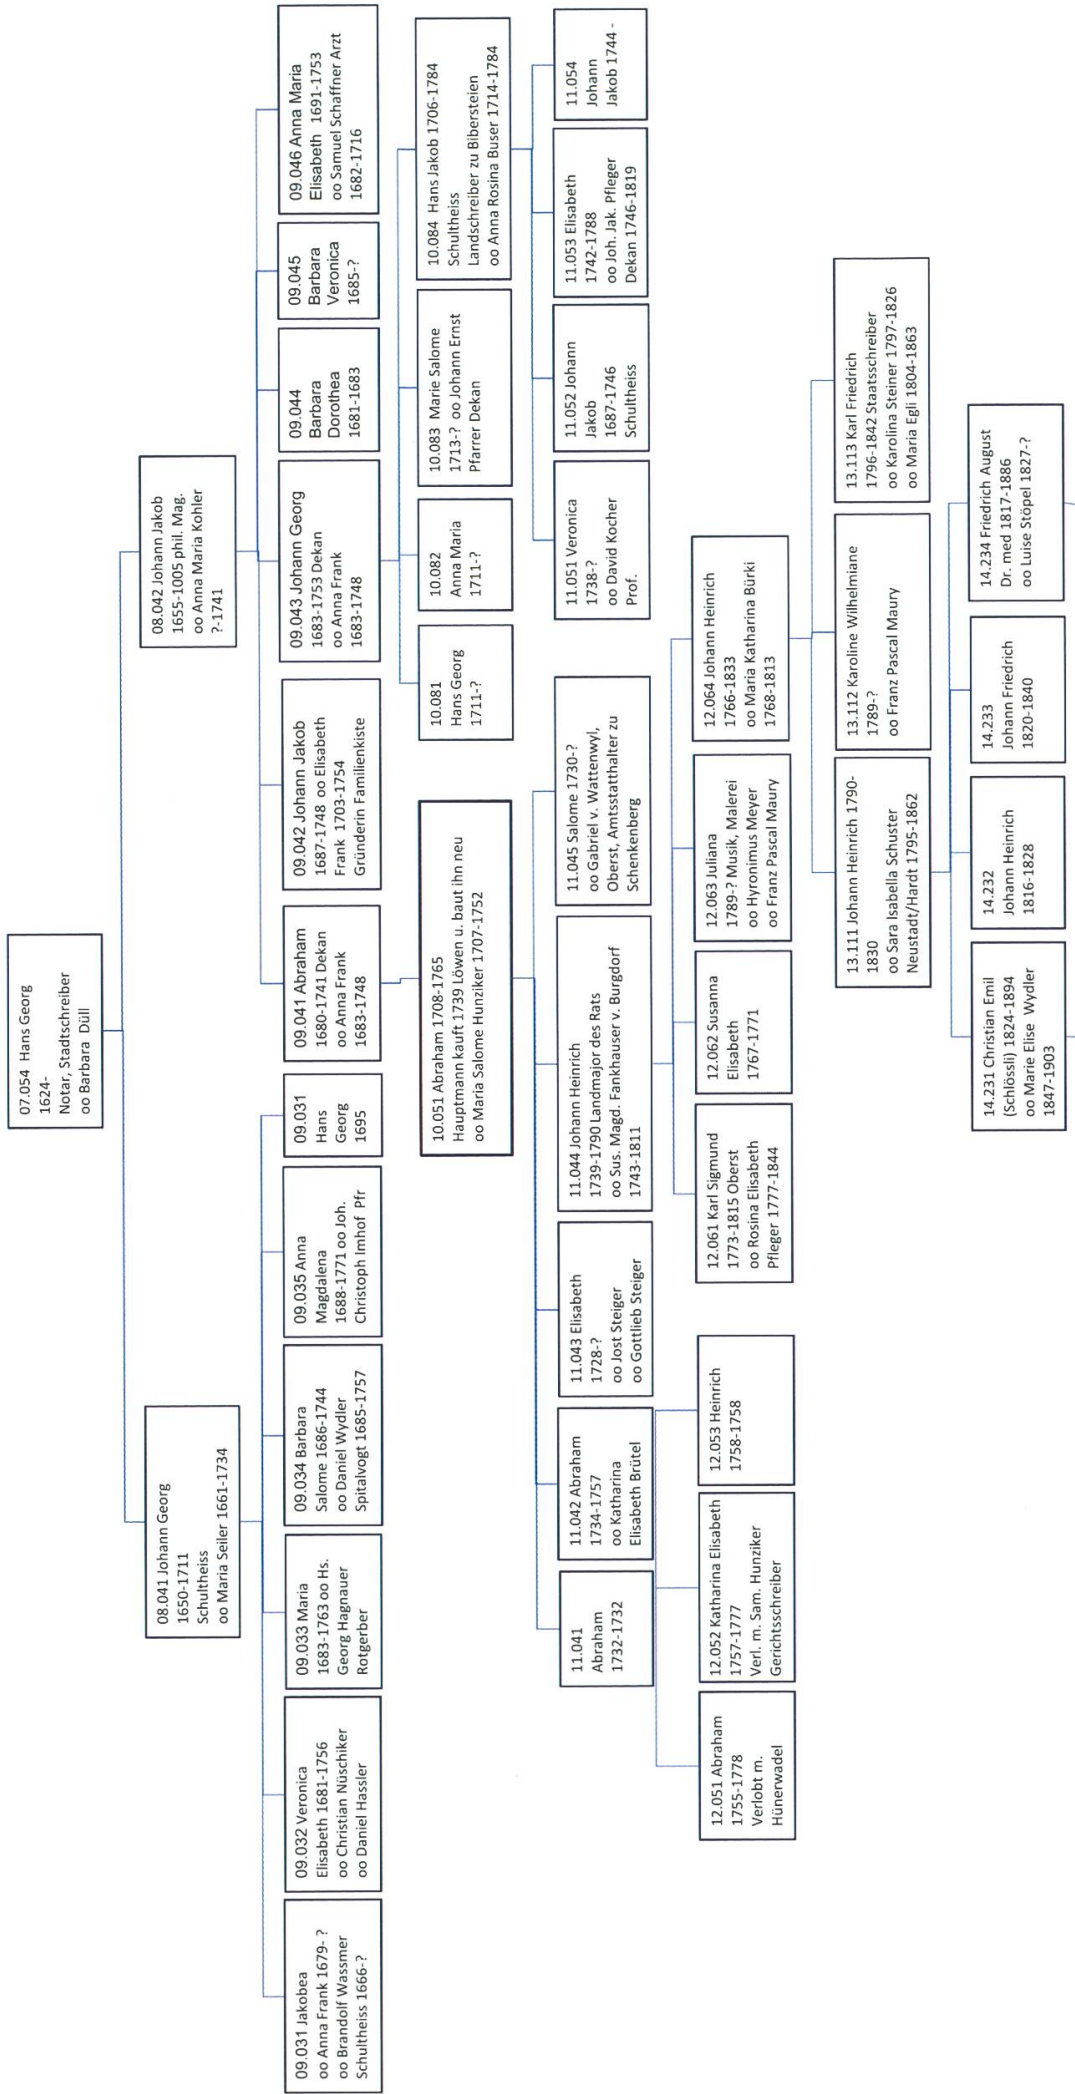 07.054 Hans Georg
1624-
Notar, Stadtschreiber
oo Barbara Düll
08.041 Johann Georg
1650-1711
Schultheiss
oo Maria Seiler 1661-1734
08.042 Johann Jakob
1655-1005 phil. Mag.
oo Anna Maria Kohler
?-1741
09.031 Jakobea
oo Anna Frank 1679- ?
oo Brandolf Wassmer
Schultheiss 1666-?
09.032 Veronica
Elisabeth 1681-1756
oo Christian Nüschiker
oo Daniel Hassler
09.033 Maria
1683-1763 oo Hs.
Georg Hagnauer
Rotgerber
09.034 Barbara
Salome 1686-1744
oo Daniel Wydler
Spitalvogt 1685-1757
09.035 Anna
Magdalena
1688-1771 oo Joh.
Christoph Imhof Pfr
09.031
Hans
Georg
1695
09.041 Abraham
1680-1741 Dekan
oo Anna Frank
1683-1748
09.042 Johann Jakob
1687-1748 oo Elisabeth
Frank 1703-1754
Gründerin Familienkiste
09.043 Johann Georg
1683-1753 Dekan
oo Anna Frank
1683-1748
09.044
Barbara
Dorothea
1681-1683
09.045
Barbara
Veronica
1685-?
09.046 Anna Maria
Elisabeth 1691-1753
oo Samuel Schaffner Arzt
1682-1716
10.051 Abraham 1708-1765
Hauptmann kauft 1739 Löwen u. baut ihn neu
oo Maria Salome Hunziker 1707-1752
10.081
Hans Georg
1711-?
10.082
Anna Maria
1711-?
10.083 Marie Salome
1713-? oo Johann Ernst
Pfarrer Dekan
10.084 Hans Jakob 1706-1784
Schultheiss
Landschreiber zu Bibersteien
oo Anna Rosina Buser 1714-1784
11.041
Abraham
1732-1732
11.042 Abraham
1734-1757
oo Katharina
Elisabeth Brütel
11.043 Elisabeth
1728-?
oo Jost Steiger
oo Gottlieb Steiger
11.044 Johann Heinrich
1739-1790 Landmajor des Rats
oo Sus. Magd. Fankhauser v. Burgdorf
1743-1811
11.045 Salome 1730-?
oo Gabriel v. Wattenwyl,
Oberst, Amtsstatthalter zu
Schenkenberg
11.051 Veronica
1738-?
oo David Kocher
Prof.
11.052 Johann
Jakob
1687-1746
Schultheiss
11.053 Elisabeth
1742-1788
oo Joh. Jak. Pfleger
Dekan 1746-1819
11.054
Johann
Jakob 1744 -
12.051 Abraham
1755-1778
Verlobt m.
Hünerwadel
12.052 Katharina Elisabeth
1757-1777
Verl. m. Sam. Hunziker
Gerichtsschreiber
12.053 Heinrich
1758-1758
12.061 Karl Sigmund
1773-1815 Oberst
oo Rosina Elisabeth
Pfleger 1777-1844
12.062 Susanna
Elisabeth
1767-1771
12.063 Juliana
1789-? Musik, Malerei
oo Hyronimus Meyer
oo Franz Pascal Maury
12.064 Johann Heinrich
1766-1833
oo Maria Katharina Bürki
1768-1813
13.111 Johann Heinrich 1790-
1830
oo Sara Isabella Schuster
Neustadt/Hardt 1795-1862
13.112 Karoline Wilhelmiane
1789-?
oo Franz Pascal Maury
13.113 Karl Friedrich
1796-1842 Staatsschreiber
oo Karolina Steiner 1797-1826
oo Maria Egli 1804-1863
14.231 Christian Emil
(Schlössli) 1824-1894
oo Marie Elise Wydler
1847-1903
14.232
Johann Heinrich
1816-1828
14.233
Johann Friedrich
1820-1840
14.234 Friedrich August
Dr. med 1817-1886
oo Luise Stöpel 1827-?